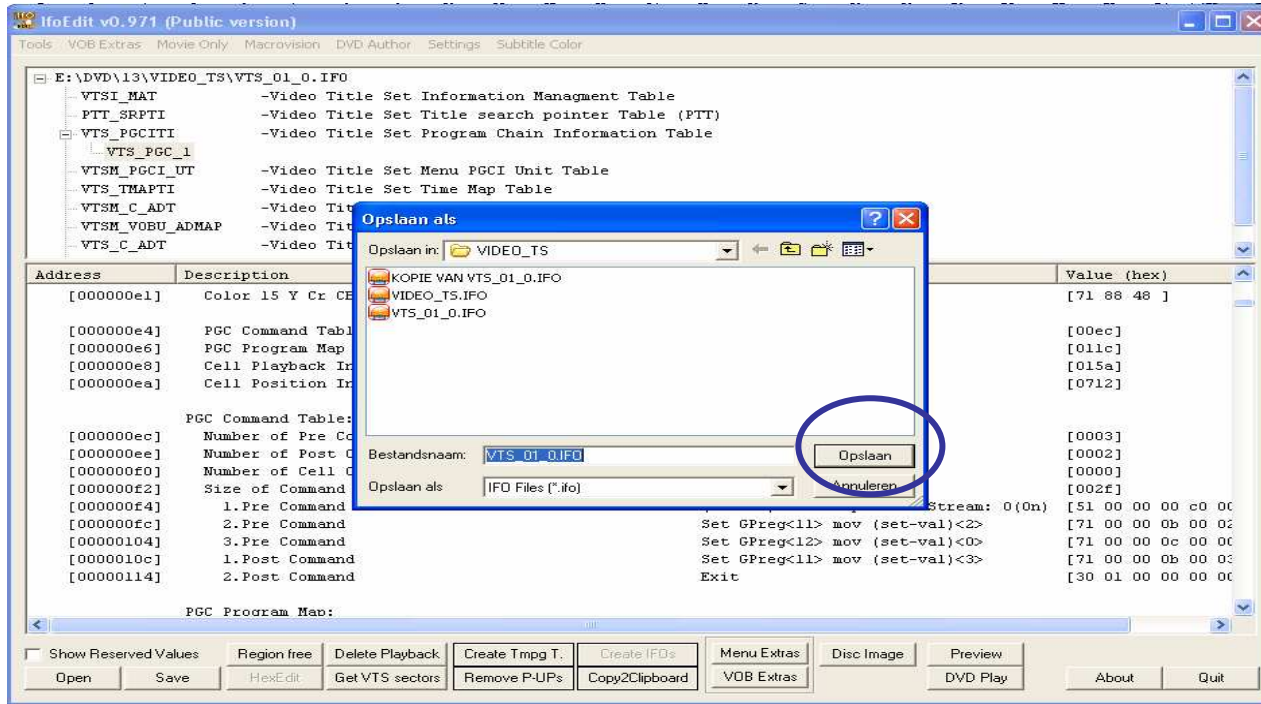 IfoEdit v0.971 (Public version)
Tools VOB Extras Movie Only Macrovision DVD Author Settings Subtitle Color
E:\DVD\13\VIDEO_TS\VTS_01_0.IFO
VTSI_MAT -Video Title Set Information Managment Table
PTT_SRPTI -Video Title Set Title search pointer Table (PTT)
VTS_PGCITI -Video Title Set Program Chain Information Table
VTS_PGC_1
VTSM_PGCI_UT -Video Title Set Menu PGCI Unit Table
VTS_TMAPTI -Video Title Set Time Map Table
VTSM_C_ADT -Video Tit
VTSM_VOBU_ADMAP -Video Tit
VTS_C_ADT -Video Tit
Opslaan als
Opslaan in: VIDEO_TS
KOPIE VAN VTS_01_0.IFO
VIDEO_TS.IFO
VTS_01_0.IFO
Bestandsnaam: VTS_01_0.IFO Opslaan
Opslaan als IFO Files (*.ifo) Annuleren
Address Description Value (hex)
[000000e1] Color 15 Y Cr CB [71 88 48 ]
[000000e4] PGC Command Tabl [00ec]
[000000e6] PGC Program Map [011c]
[000000e8] Cell Playback In [015a]
[000000ea] Cell Position In [0712]
PGC Command Table:
[000000ec] Number of Pre Co [0003]
[000000ee] Number of Post C [0002]
[000000f0] Number of Cell C [0000]
[000000f2] Size of Command [002f]
[000000f4] 1.Pre Command Stream: 0(On) [51 00 00 00 c0 00
[000000fc] 2.Pre Command Set GPreg<11> mov (set-val)<2> [71 00 00 0b 00 02
[00000104] 3.Pre Command Set GPreg<12> mov (set-val)<0> [71 00 00 0c 00 00
[0000010c] 1.Post Command Set GPreg<11> mov (set-val)<3> [71 00 00 0b 00 03
[00000114] 2.Post Command Exit [30 01 00 00 00 00
PGC Program Map:
Show Reserved Values Region free Delete Playback Create Tmpg T. Create IFOs Menu Extras Disc Image Preview
Open Save HexEdit Get VTS sectors Remove P-UPs Copy2Clipboard VOB Extras DVD Play About Quit